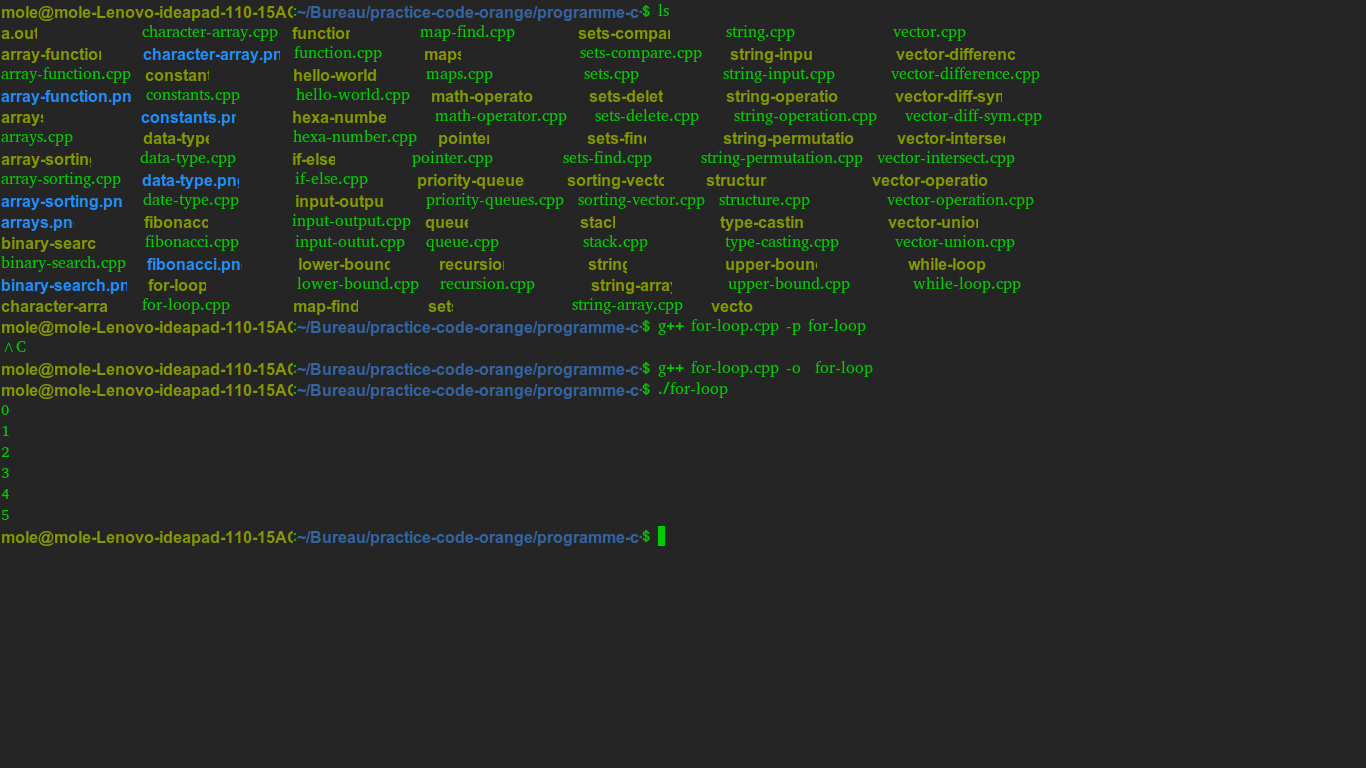 mole@mole-Lenovo-ideapad-110-15AC:~/Bureau/practice-code-orange/programme-c$ ls
a.out character-array.cpp function map-find.cpp sets-compar string.cpp vector.cpp
array-function character-array.pn function.cpp maps sets-compare.cpp string-inpu vector-differenc
array-function.cpp constant hello-world maps.cpp sets.cpp string-input.cpp vector-difference.cpp
array-function.pn constants.cpp hello-world.cpp math-operato sets-delet string-operatio vector-diff-syn
arrays constants.pr hexa-numbe math-operator.cpp sets-delete.cpp string-operation.cpp vector-diff-sym.cpp
arrays.cpp data-type hexa-number.cpp pointer sets-find string-permutatio vector-intersec
array-sorting data-type.cpp if-else pointer.cpp sets-find.cpp string-permutation.cpp vector-intersect.cpp
array-sorting.cpp data-type.png if-else.cpp priority-queue sorting-vecto structur vector-operatio
array-sorting.pn date-type.cpp input-outpu priority-queues.cpp sorting-vector.cpp structure.cpp vector-operation.cpp
arrays.pn fibonacc input-output.cpp queue stack type-castin vector-union
binary-searc fibonacci.cpp input-outut.cpp queue.cpp stack.cpp type-casting.cpp vector-union.cpp
binary-search.cpp fibonacci.pn lower-bound recursion string upper-boun while-loop
binary-search.pn for-loop lower-bound.cpp recursion.cpp string-array upper-bound.cpp while-loop.cpp
character-arra for-loop.cpp map-find sets string-array.cpp vecto
mole@mole-Lenovo-ideapad-110-15AC:~/Bureau/practice-code-orange/programme-c$ g++ for-loop.cpp -p for-loop
^C
mole@mole-Lenovo-ideapad-110-15AC:~/Bureau/practice-code-orange/programme-c$ g++ for-loop.cpp -o for-loop
mole@mole-Lenovo-ideapad-110-15AC:~/Bureau/practice-code-orange/programme-c$ ./for-loop
0
1
2
3
4
5
mole@mole-Lenovo-ideapad-110-15AC:~/Bureau/practice-code-orange/programme-c$